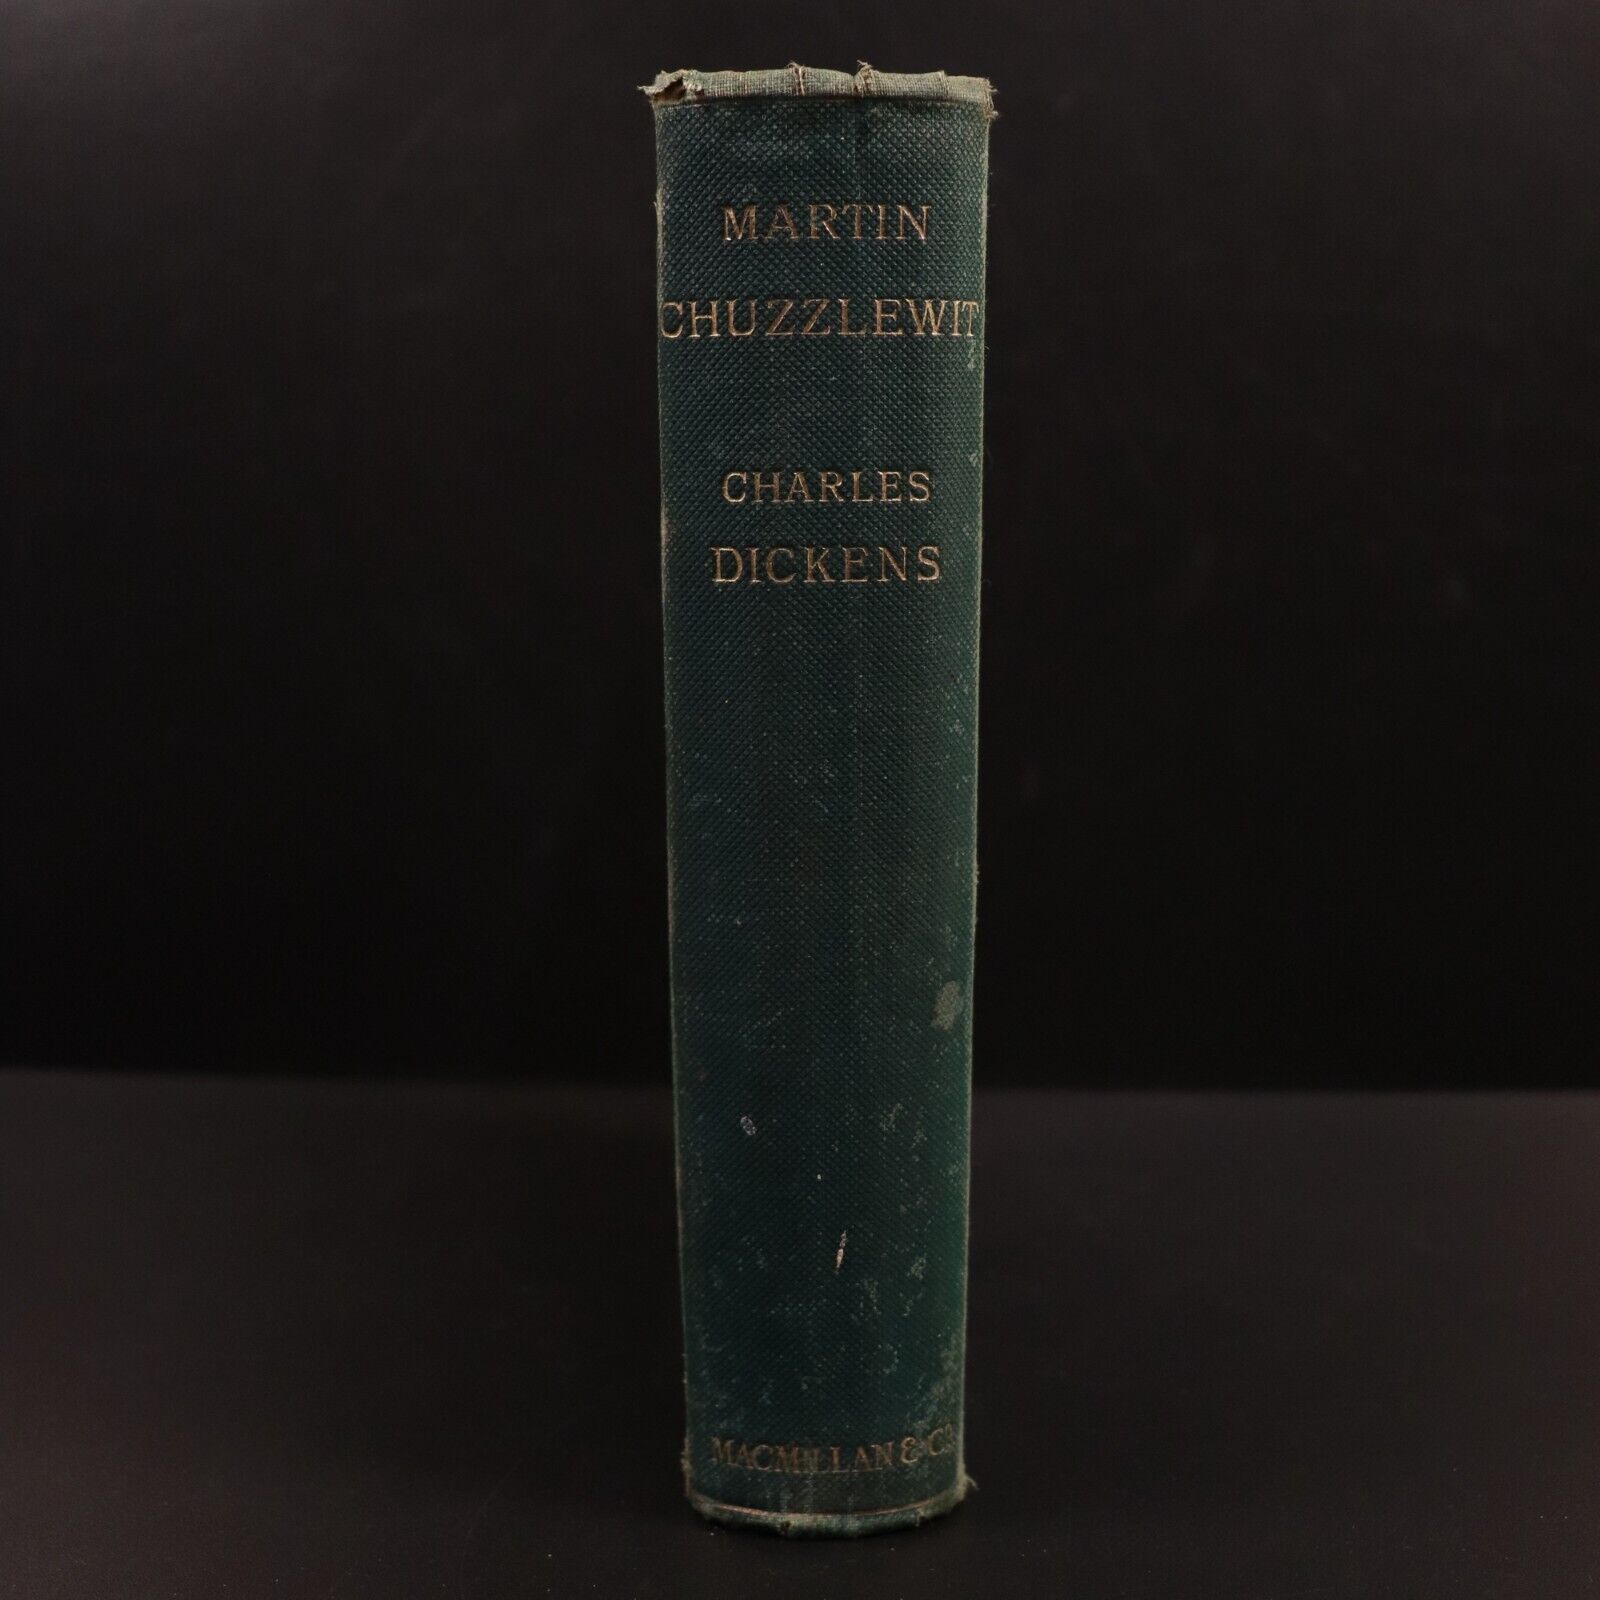 MARTIN
CHUZZLEWIT
CHARLES
DICKENS
MACMILLAN & Co.